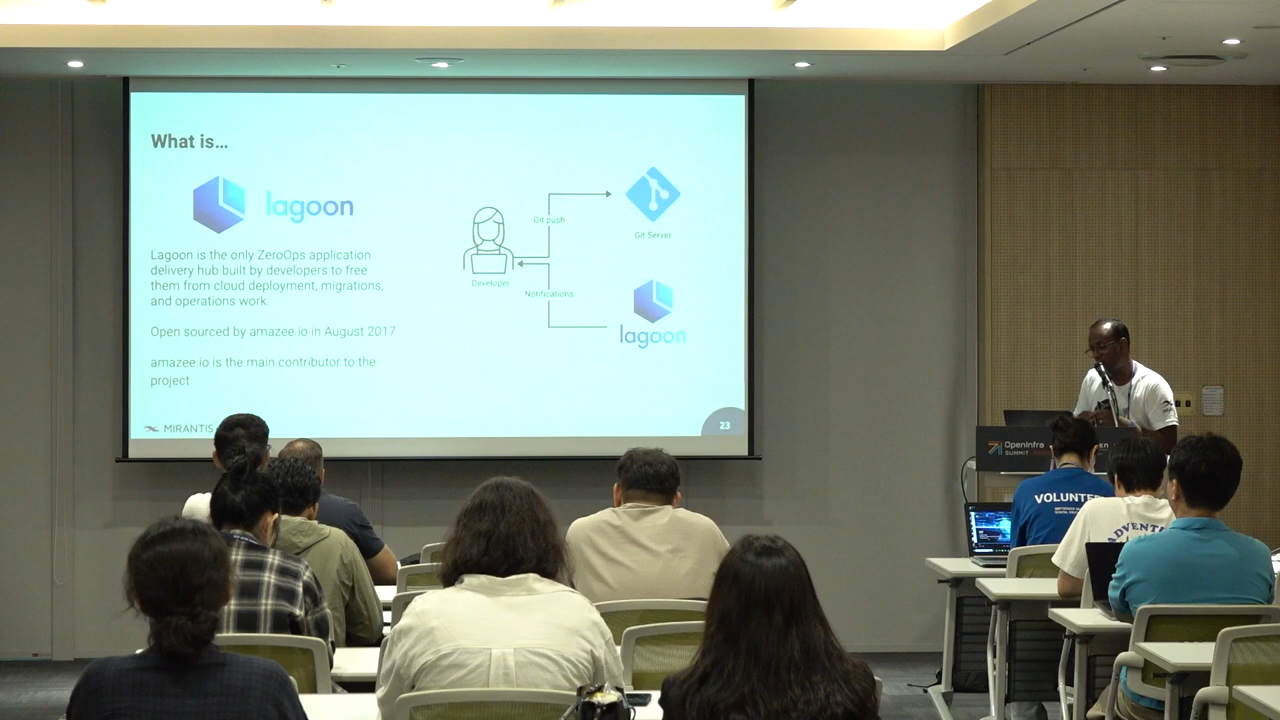 What is...
lagoon
Lagoon is the only ZeroOps application
delivery hub built by developers to free
them from cloud deployment, migrations,
and operations work.
Open sourced by amazee.io in August 2017
amazee.io is the main contributor to the
project
Git push
Git Server
Developer
Notifications
lagoon
MIRANTIS
23
OpenInfra
SUMMIT
VOLUNTE
ADVENT